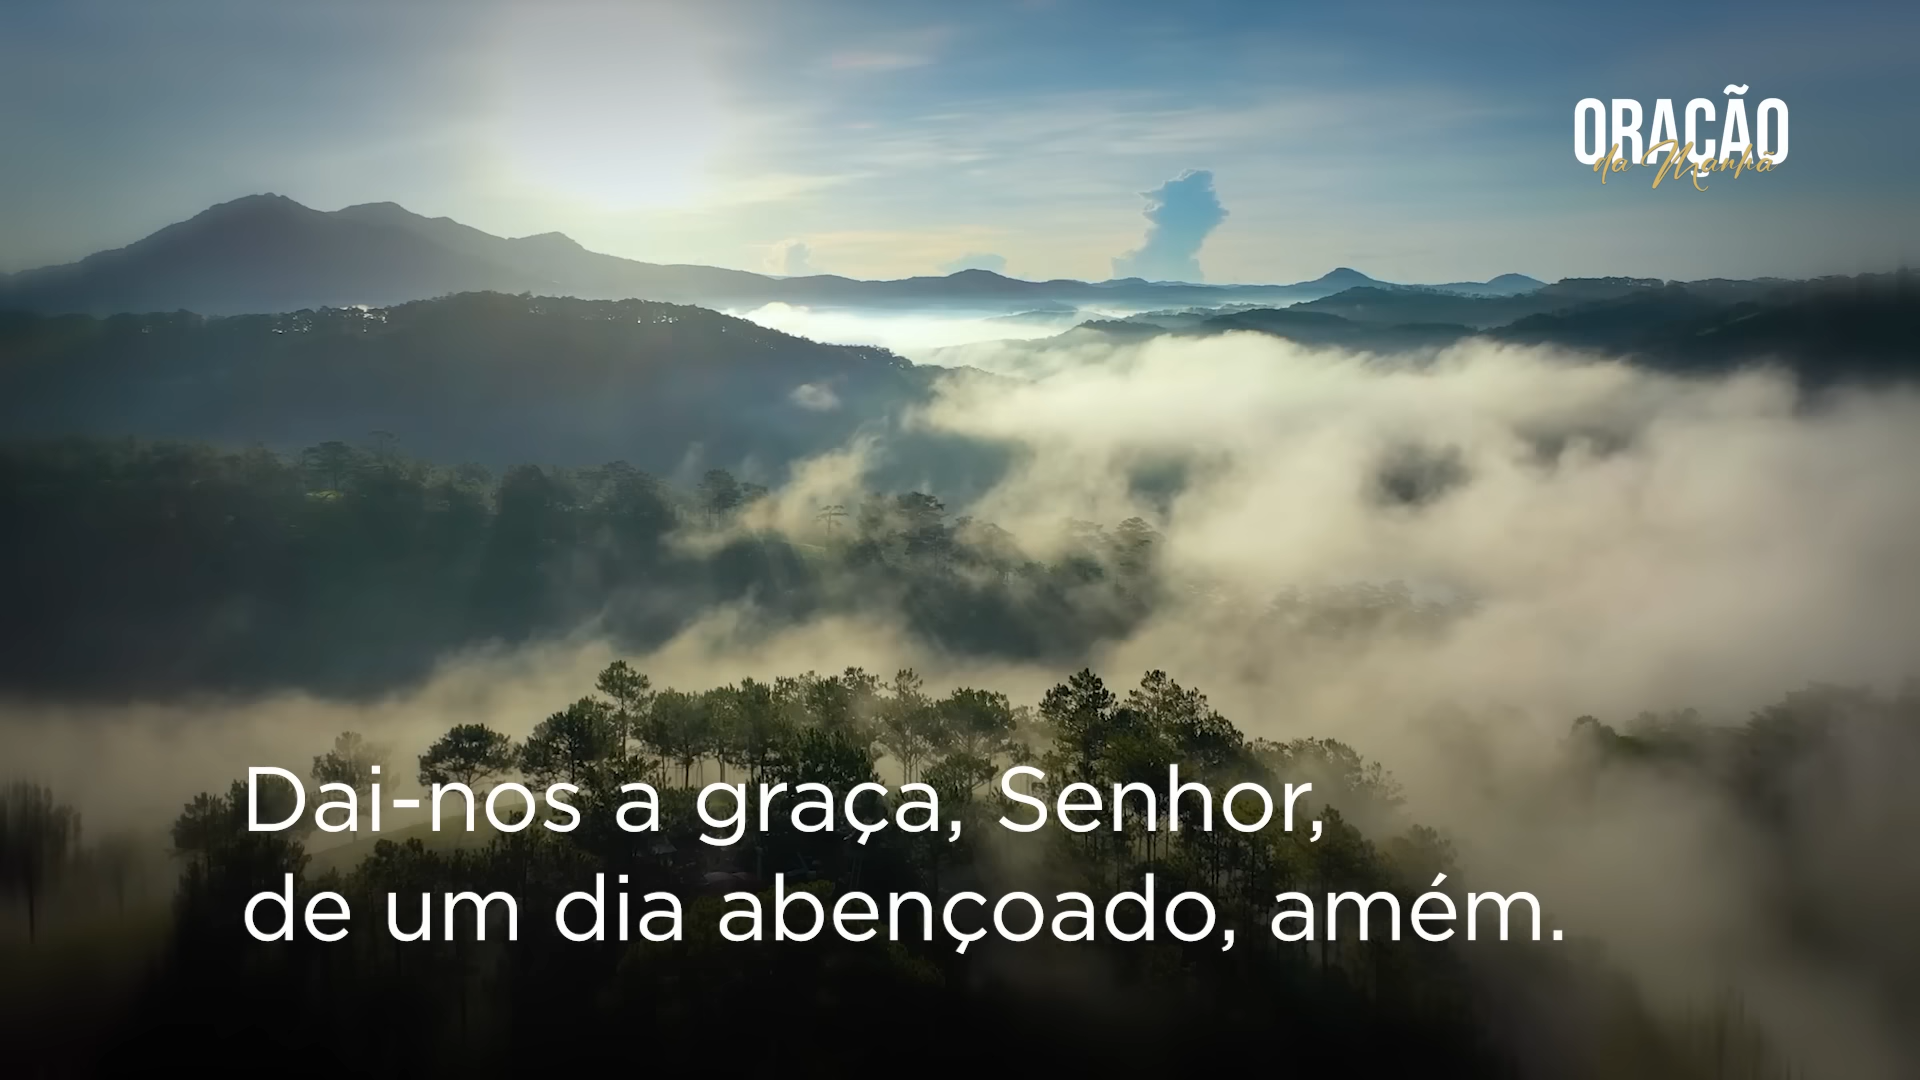 ORAÇÃO
da Manhã
Dai-nos a graça, Senhor,
de um dia abençoado, amém.